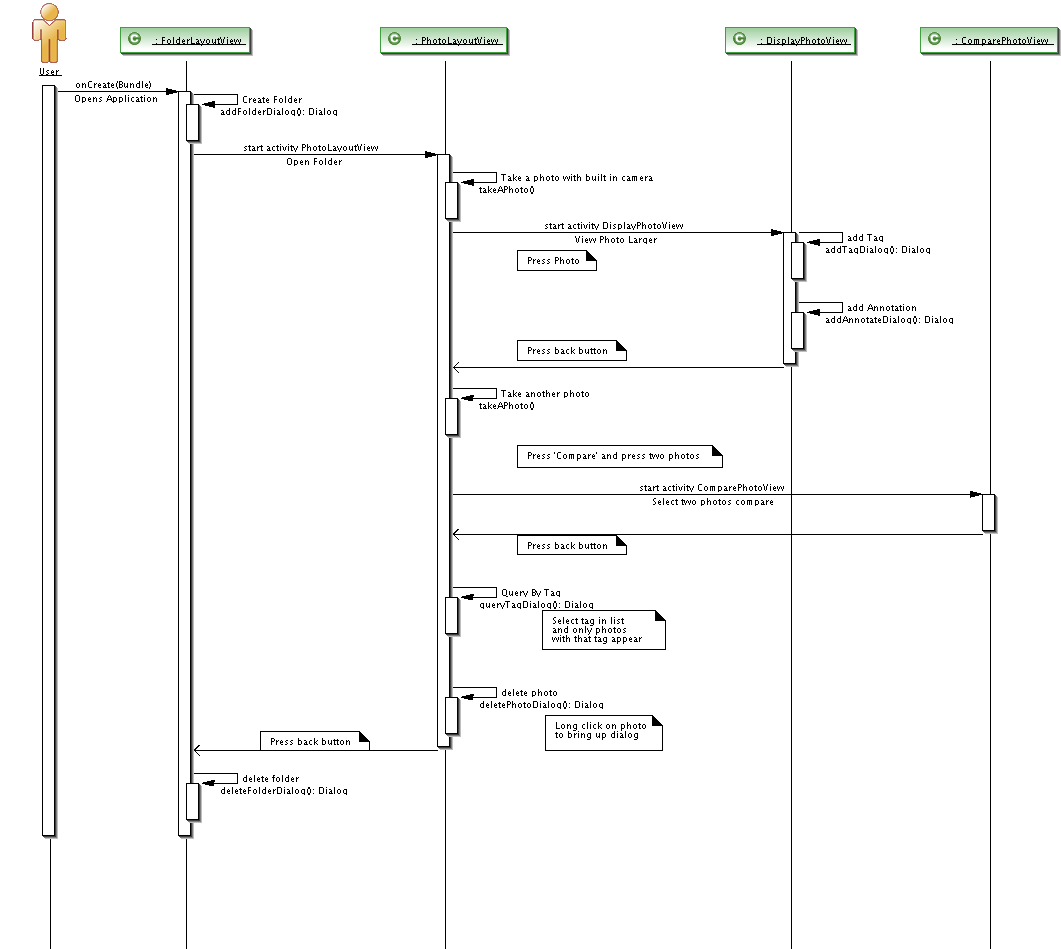 : FolderLayoutView
: PhotoLayoutView
: DisplayPhotoView
: ComparePhotoView
User
onCreate(Bundle)
Opens Application
Create Folder
addFolderDialog(): Dialog
start activity PhotoLayoutView
Open Folder
Take a photo with built in camera
takeAPhoto()
start activity DisplayPhotoView
View Photo Larger
Press Photo
add Tag
addTagDialog(): Dialog
add Annotation
addAnnotateDialog(): Dialog
Press back button
Take another photo
takeAPhoto()
Press 'Compare' and press two photos
start activity ComparePhotoView
Select two photos compare
Press back button
Query By Tag
queryTagDialog(): Dialog
Select tag in list
and only photos
with that tag appear
delete photo
deletePhotoDialog(): Dialog
Long click on photo
to bring up dialog
Press back button
delete folder
deleteFolderDialog(): Dialog